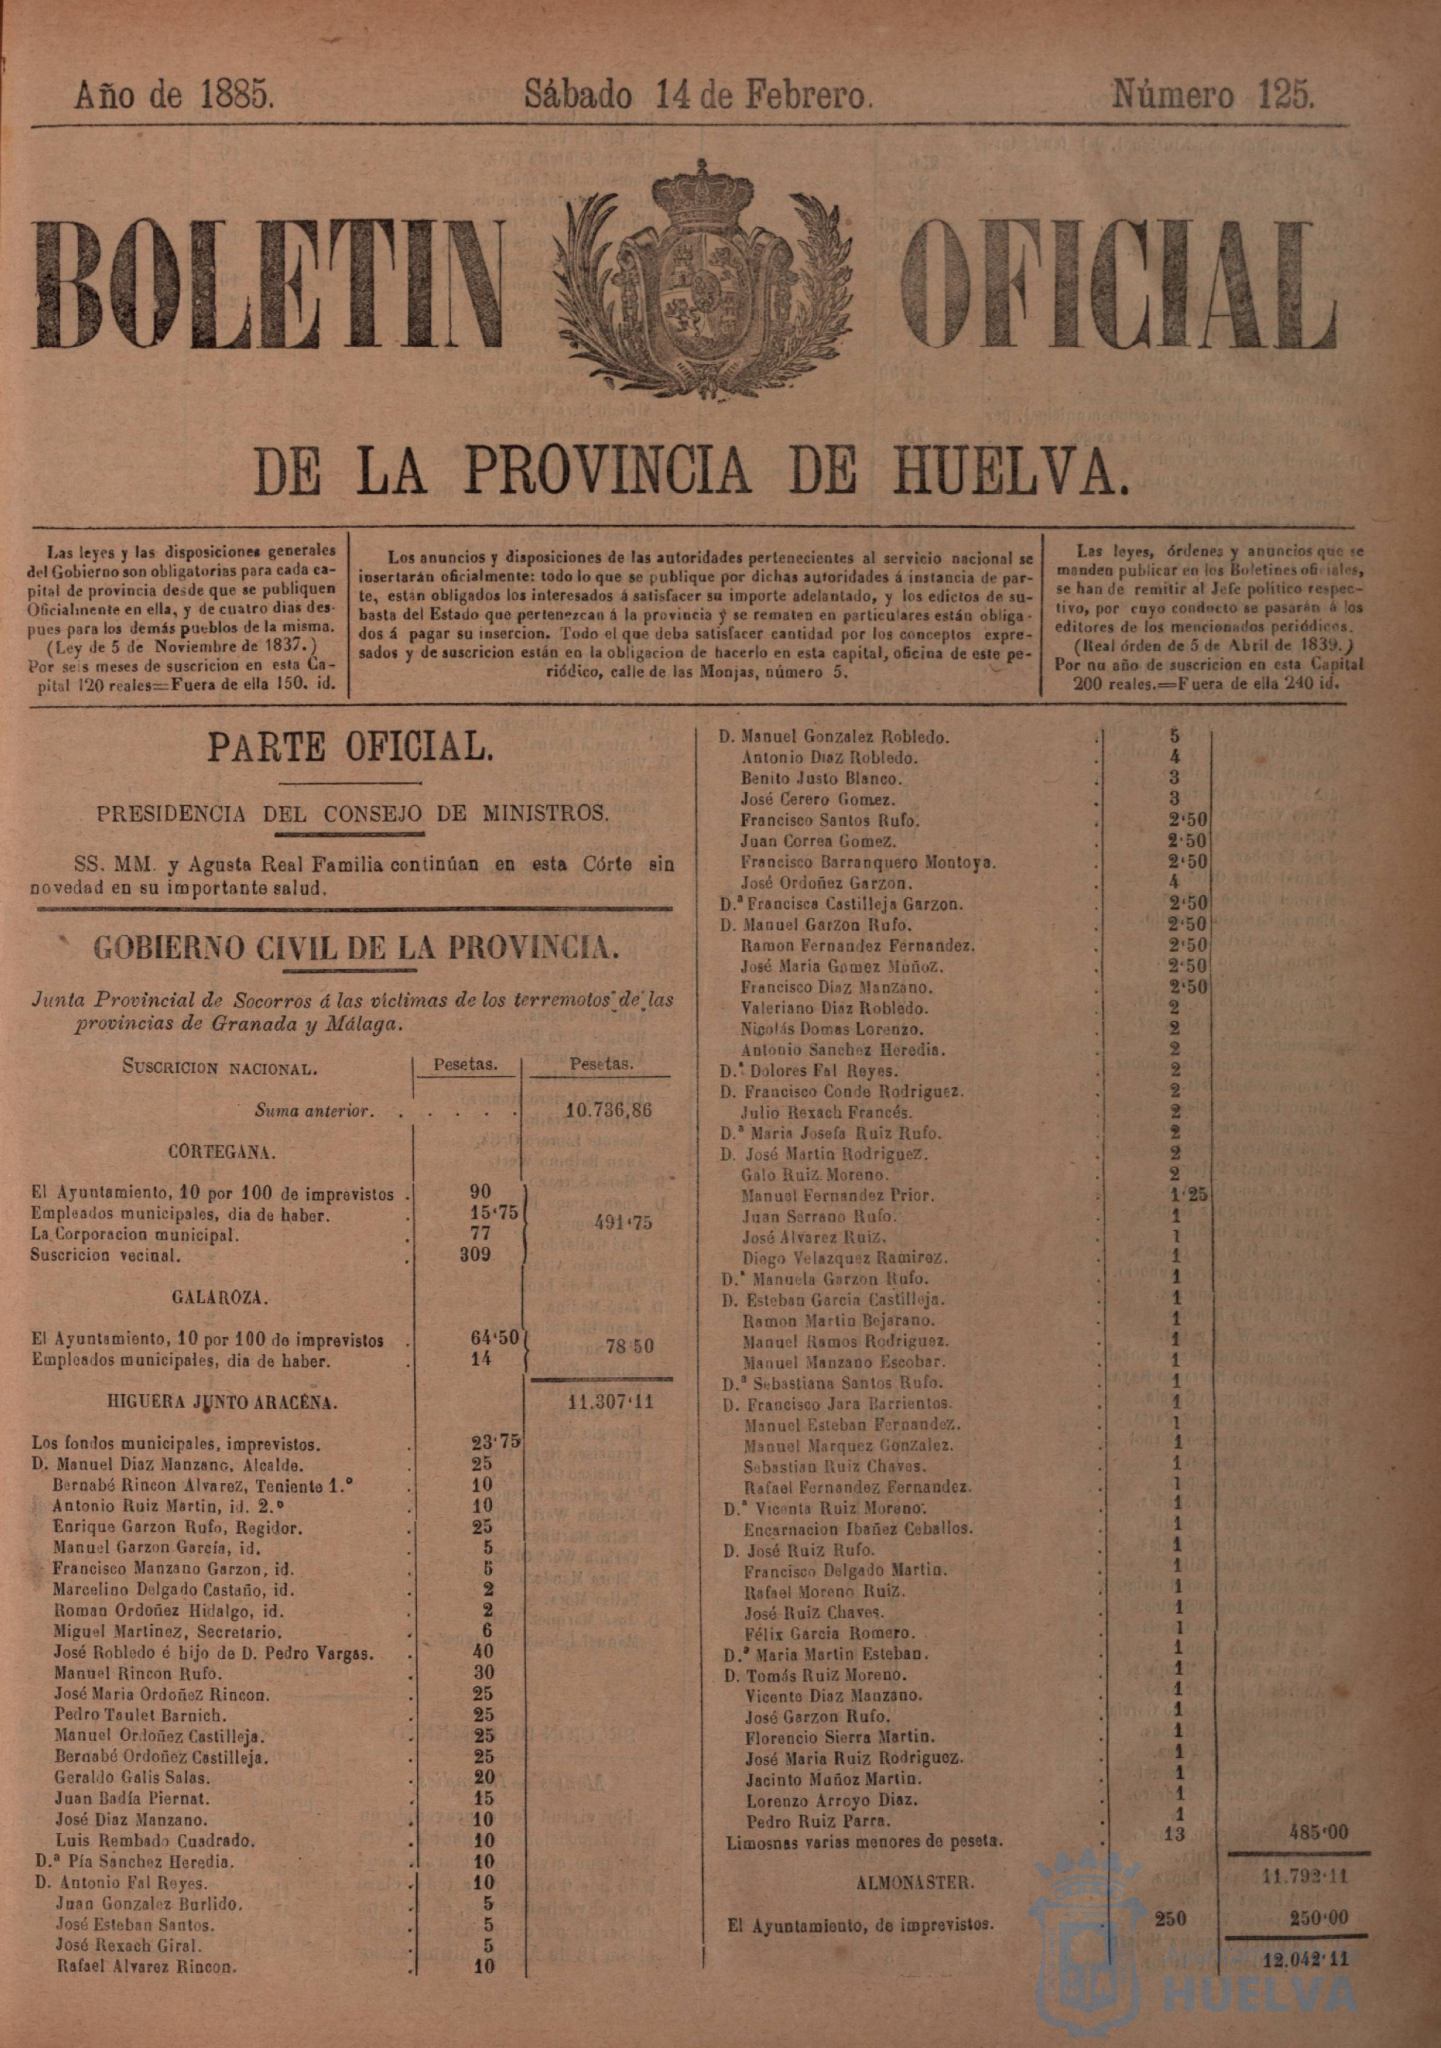 Año de 1885.
Sábado 14 de Febrero.
Número 125.
BOLETIN OFICIAL
DE LA PROVINCIA DE HUELVA.
Las leyes y las disposiciones generales
del Gobierno son obligatorias para cada ca-
pital de provincia desde que se publiquen
Oficialmente en ella, y de cuatro dias des-
pues para los demás pueblos de la misma.
(Ley de 5 de Noviembre de 1837.)
Por seis meses de suscricion en esta Ca-
pital 120 reales=Fuera de ella 150. id.
Los anuncios y disposiciones de las autoridades pertenecientes al servicio nacional se
insertarán oficialmente: todo lo que se publique por dichas autoridades á instancia de par-
te, están obligados los interesados á satisfacer su importe adelantado, y los edictos de su-
basta del Estado que pertenezcan á la provincia y se rematen en particulares están obliga-
dos á pagar su insercion. Todo el que deba satisfacer cantidad por los conceptos expre-
sados y de suscricion están en la obligacion de hacerlo en esta capital, oficina de este pe-
riódico, calle de las Monjas, número 5.
Las leyes, órdenes y anuncios que se
manden publicar en los Boletines oficiales,
se han de remitir al Jefe político respec-
tivo, por cuyo conducto se pasarán á los
editores de los mencionados periódicos.
(Real órden de 5 de Abril de 1839.)
Por nu año de suscricion en esta Capital
200 reales.=Fuera de ella 240 id.
PARTE OFICIAL.
PRESIDENCIA DEL CONSEJO DE MINISTROS.
SS. MM. y Agusta Real Familia continúan en esta Córte sin
novedad en su importante salud.
GOBIERNO CIVIL DE LA PROVINCIA.
Junta Provincial de Socorros á las víctimas de los terremotos de las
provincias de Granada y Málaga.
SUSCRICION NACIONAL. Pesetas. Pesetas.
Suma anterior. . . . . . 10.736,86
CORTEGANA.
El Ayuntamiento, 10 por 100 de imprevistos . 90
Empleados municipales, dia de haber. . 15'75
491'75
La Corporacion municipal. . 77
Suscricion vecinal. . 309
GALAROZA.
El Ayuntamiento, 10 por 100 de imprevistos . 64'50
78 50
Empleados municipales, dia de haber. . 14
HIGUERA JUNTO ARACENA. 11.307'11
Los fondos municipales, imprevistos. . 23'75
D. Manuel Diaz Manzano, Alcalde. . 25
Bernabé Rincon Alvarez, Teniente 1.º . 10
Antonio Ruiz Martin, id. 2.º . 10
Enrique Garzon Rufo, Regidor. . 25
Manuel Garzon García, id. . 5
Francisco Manzano Garzon, id. . 5
Marcelino Delgado Castaño, id. . 2
Roman Ordoñez Hidalgo, id. . 2
Miguel Martinez, Secretario. . 6
José Robledo é hijo de D. Pedro Vargas. . 40
Manuel Rincon Rufo. . 30
José Maria Ordoñez Rincon. . 25
Pedro Taulet Barnich. . 25
Manuel Ordoñez Castilleja. . 25
Bernabé Ordoñez Castilleja. . 25
Geraldo Galis Salas. . 20
Juan Badía Piernat. . 15
José Diaz Manzano. . 10
Luis Rembado Cuadrado. . 10
D.ª Pía Sanchez Heredia. . 10
D. Antonio Fal Reyes. . 10
Juan Gonzalez Burlido. . 5
José Esteban Santos. . 5
José Rexach Giral. . 5
Rafael Alvarez Rincon. . 10
D. Manuel Gonzalez Robledo. . 5
Antonio Diaz Robledo. . 4
Benito Justo Blanco. . 3
José Cerero Gomez. . 3
Francisco Santos Rufo. . 2'50
Juan Correa Gomez. . 2'50
Francisco Barranquero Montoya. . 2'50
José Ordoñez Garzon. . 4
D.ª Francisca Castilleja Garzon. . 2'50
D. Manuel Garzon Rufo. . 2'50
Ramon Fernandez Fernandez. . 2'50
José Maria Gomez Muñoz. . 2'50
Francisco Diaz Manzano. . 2'50
Valeriano Diaz Robledo. . 2
Nicolás Domas Lorenzo. . 2
Antonio Sanchez Heredia. . 2
D.ª Dolores Fal Reyes. . 2
D. Francisco Conde Rodriguez. . 2
Julio Rexach Francés. . 2
D.ª Maria Josefa Ruiz Rufo. . 2
D. José Martin Rodriguez. . 2
Galo Ruiz Moreno. . 2
Manuel Fernandez Prior. . 1'25
Juan Serrano Rufo. . 1
José Alvarez Ruiz. . 1
Diego Velazquez Ramirez. . 1
D.ª Manuela Garzon Rufo. . 1
D. Esteban Garcia Castilleja. . 1
Ramon Martin Bejarano. . 1
Manuel Ramos Rodriguez. . 1
Manuel Manzano Escobar. . 1
D.ª Sebastiana Santos Rufo. . 1
D. Francisco Jara Barrientos. . 1
Manuel Esteban Fernandez. . 1
Manuel Marquez Gonzalez. . 1
Sebastian Ruiz Chaves. . 1
Rafael Fernandez Fernandez. . 1
D.ª Vicenta Ruiz Moreno. . 1
Encarnacion Ibañez Ceballos. . 1
D. José Ruiz Rufo. . 1
Francisco Delgado Martin. . 1
Rafael Moreno Ruiz. . 1
José Ruiz Chaves. . 1
Félix Garcia Romero. . 1
D.ª Maria Martin Esteban. . 1
D. Tomás Ruiz Moreno. . 1
Vicente Diaz Manzano. . 1
José Garzon Rufo. . 1
Florencio Sierra Martin. . 1
José Maria Ruiz Rodriguez. . 1
Jacinto Muñoz Martin. . 1
Lorenzo Arroyo Diaz. . 1
Pedro Ruiz Parra. . 1
Limosnas varias menores de peseta. . 13 485'00
ALMONASTER. 11.792'11
El Ayuntamiento, de imprevistos. . 250 250'00
12.042'11
HUELVA